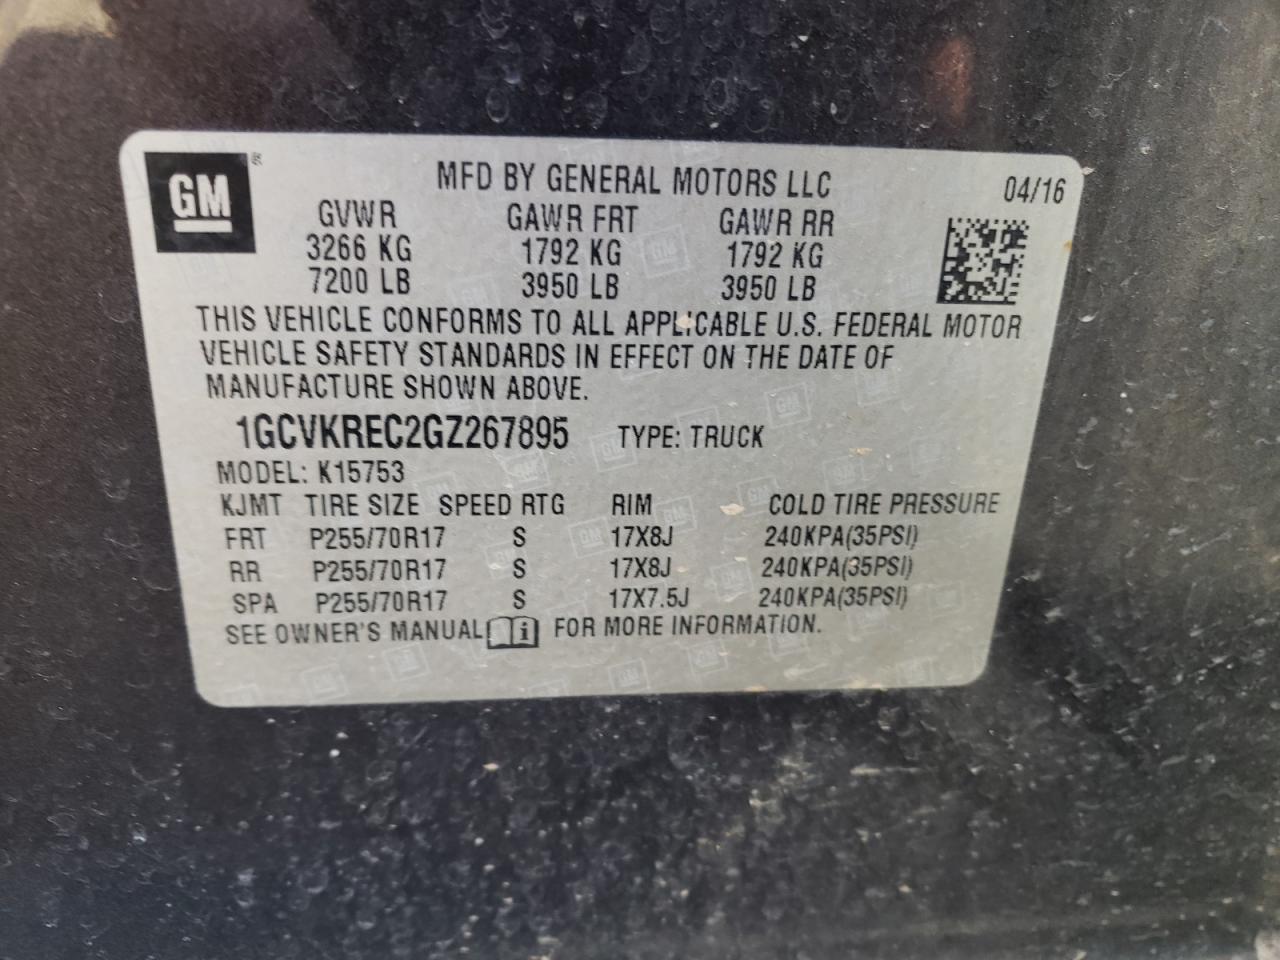 GM ®
MFD BY GENERAL MOTORS LLC 04/16
GVWR GAWR FRT GAWR RR
3266 KG 1792 KG 1792 KG
7200 LB 3950 LB 3950 LB
THIS VEHICLE CONFORMS TO ALL APPLICABLE U.S. FEDERAL MOTOR
VEHICLE SAFETY STANDARDS IN EFFECT ON THE DATE OF
MANUFACTURE SHOWN ABOVE.
1GCVKREC2GZ267895 TYPE: TRUCK
MODEL: K15753
KJMT TIRE SIZE SPEED RTG RIM COLD TIRE PRESSURE
FRT P255/70R17 S 17X8J 240KPA(35PSI)
RR P255/70R17 S 17X8J 240KPA(35PSI)
SPA P255/70R17 S 17X7.5J 240KPA(35PSI)
SEE OWNER'S MANUAL i FOR MORE INFORMATION.